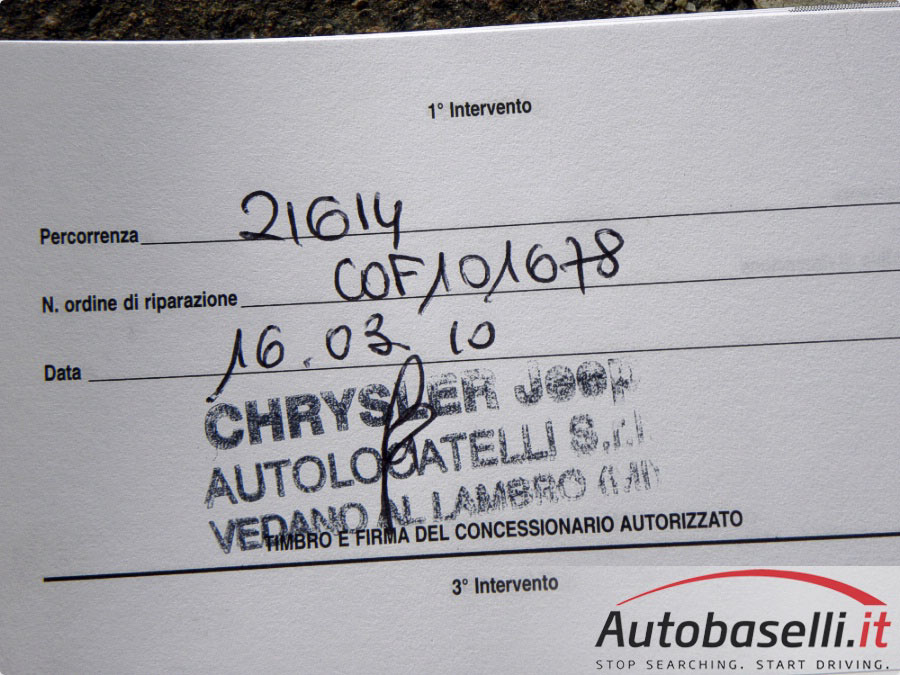 1° Intervento
Percorrenza 21614
N. ordine di riparazione COF101678
Data 16.03.10
CHRYSLER Jeep
AUTOLOCATELLI S.r.l.
VEDANO AL LAMBRO (MI)
TIMBRO E FIRMA DEL CONCESSIONARIO AUTORIZZATO
3° Intervento
Autobaselli.it
STOP SEARCHING. START DRIVING.